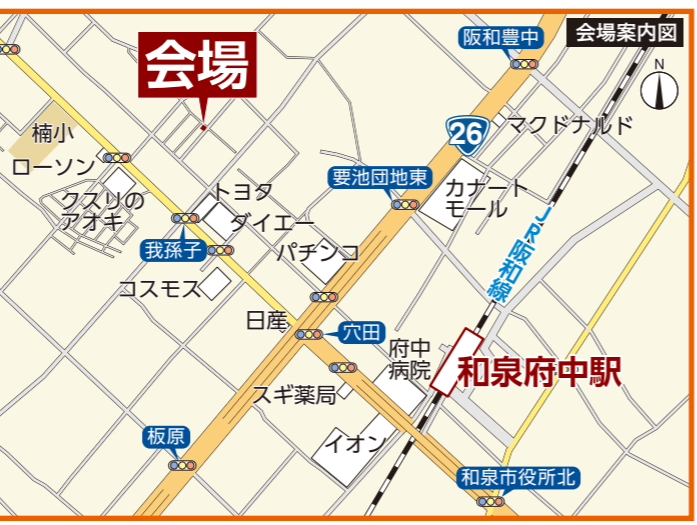 会場案内図
阪和豊中
N
会場
26
マクドナルド
楠小
ローソン
要池団地東
カナート
モール
クスリの
アオキ
トヨタ
ダイエー
JR阪和線
我孫子
パチンコ
コスモス
日産
穴田
府中
病院
和泉府中駅
スギ薬局
板原
イオン
和泉市役所北